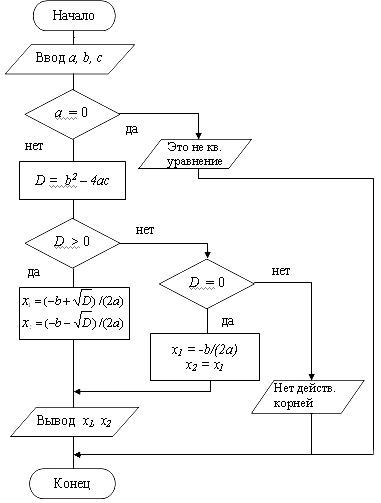 Начало
Ввод a, b, c
a = 0
да
нет
Это не кв.
уравнение
D = b² – 4ac
D > 0
нет
да
x₁ = (–b + √D) /(2a)
x₂ = (–b – √D) /(2a)
D = 0
нет
да
x₁ = -b/(2a)
x₂ = x₁
Нет действ.
корней
Вывод x₁, x₂
Конец